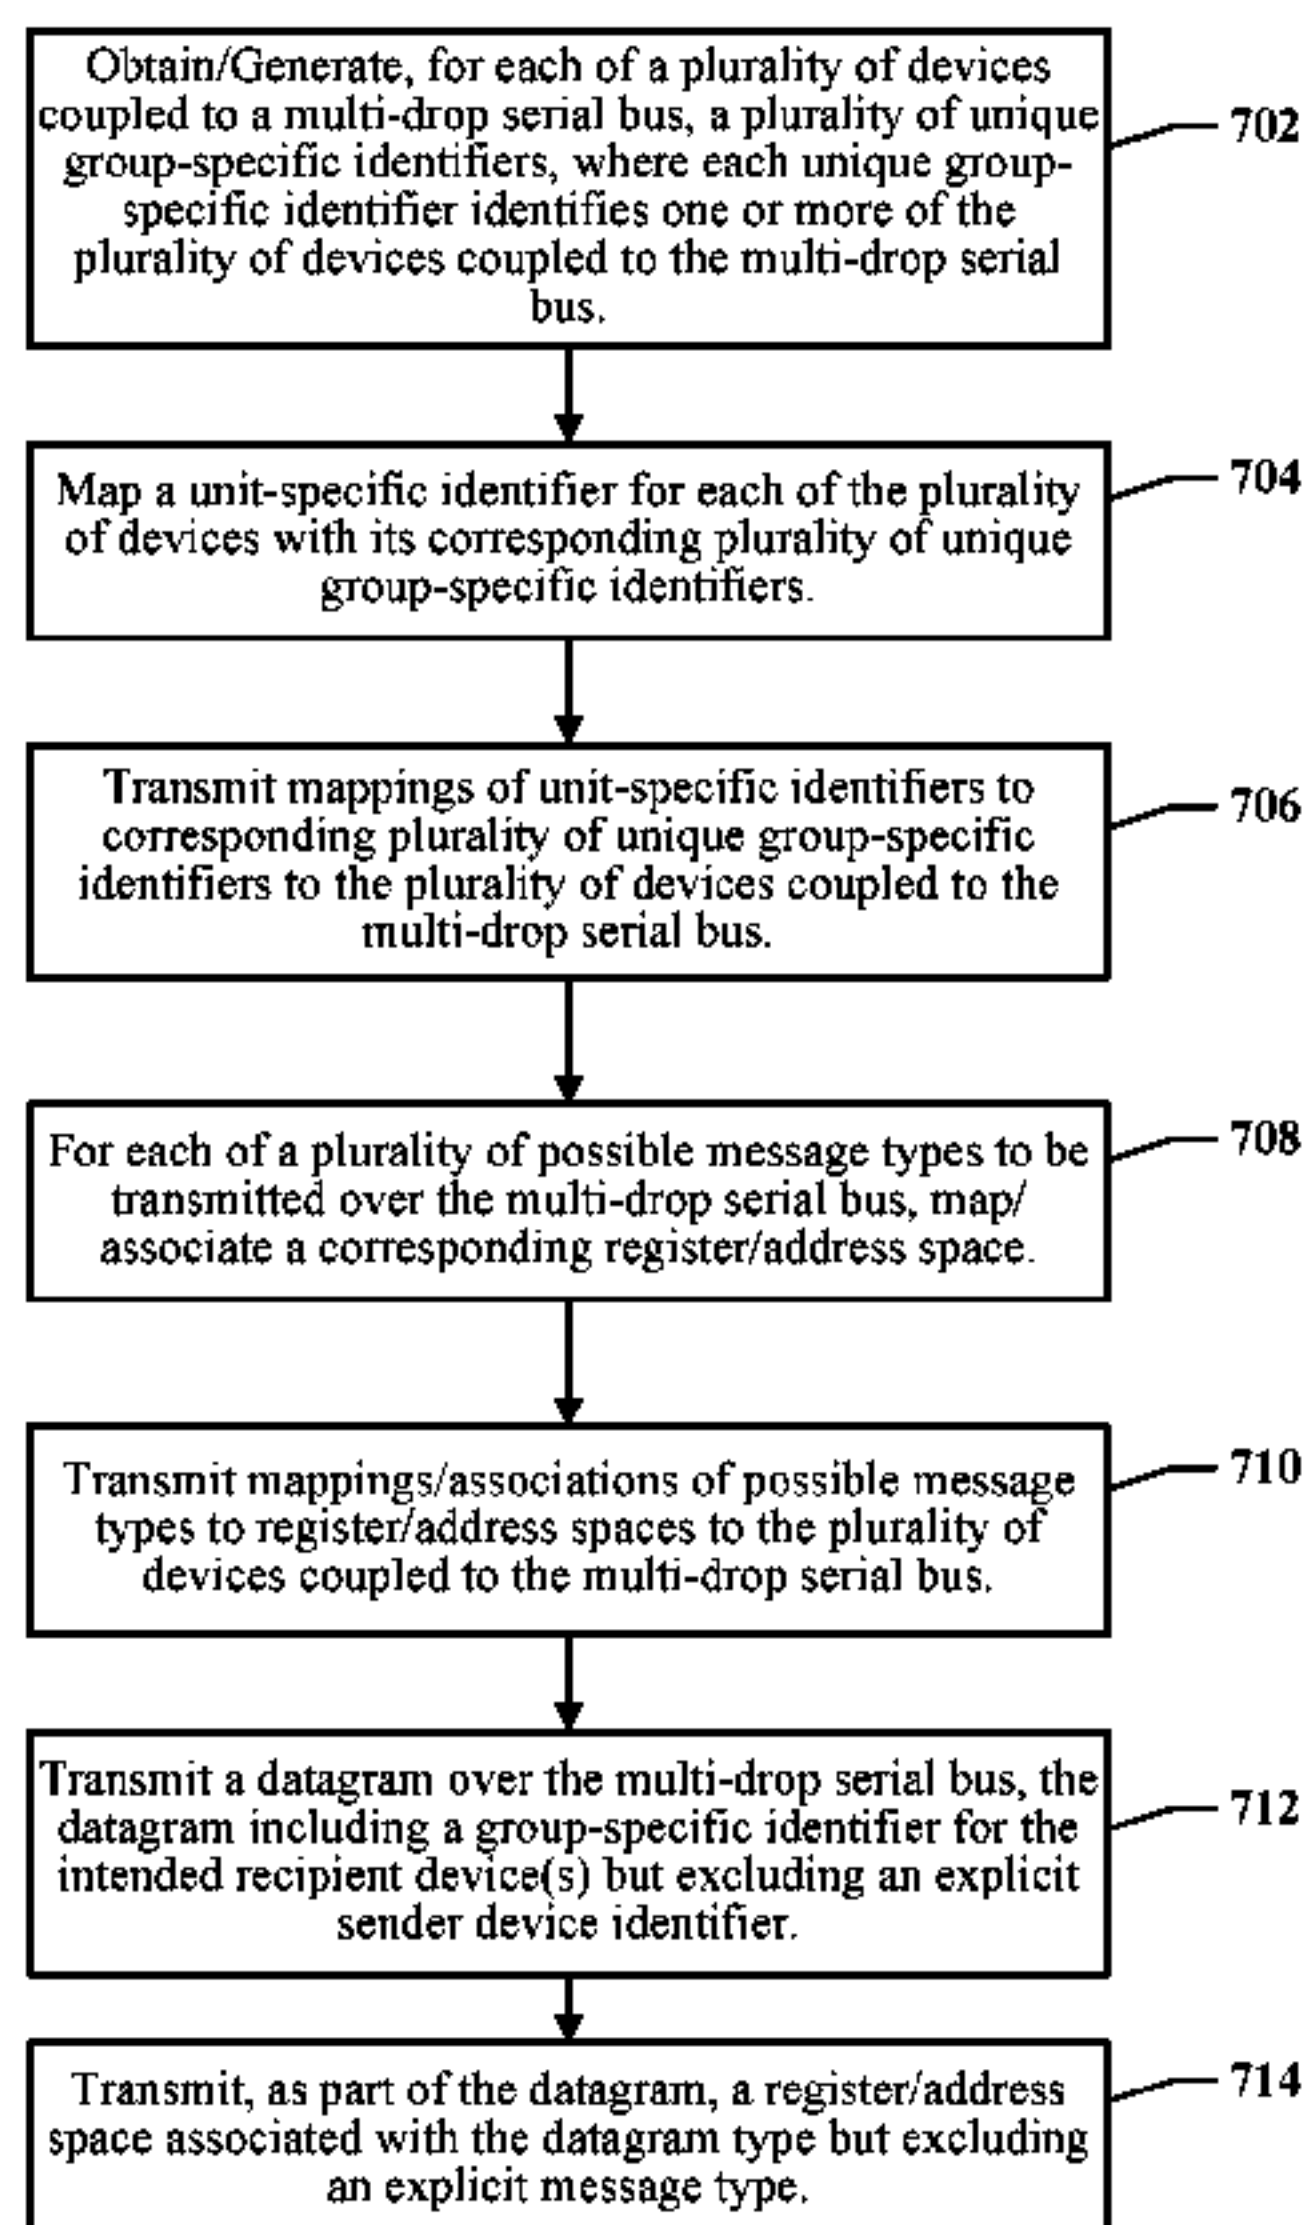 Obtain/Generate, for each of a plurality of devices
coupled to a multi-drop serial bus, a plurality of unique
group-specific identifiers, where each unique group-
specific identifier identifies one or more of the
plurality of devices coupled to the multi-drop serial
bus.
702
Map a unit-specific identifier for each of the plurality
of devices with its corresponding plurality of unique
group-specific identifiers.
704
Transmit mappings of unit-specific identifiers to
corresponding plurality of unique group-specific
identifiers to the plurality of devices coupled to the
multi-drop serial bus.
706
For each of a plurality of possible message types to be
transmitted over the multi-drop serial bus, map/
associate a corresponding register/address space.
708
Transmit mappings/associations of possible message
types to register/address spaces to the plurality of
devices coupled to the multi-drop serial bus.
710
Transmit a datagram over the multi-drop serial bus, the
datagram including a group-specific identifier for the
intended recipient device(s) but excluding an explicit
sender device identifier.
712
Transmit, as part of the datagram, a register/address
space associated with the datagram type but excluding
an explicit message type.
714